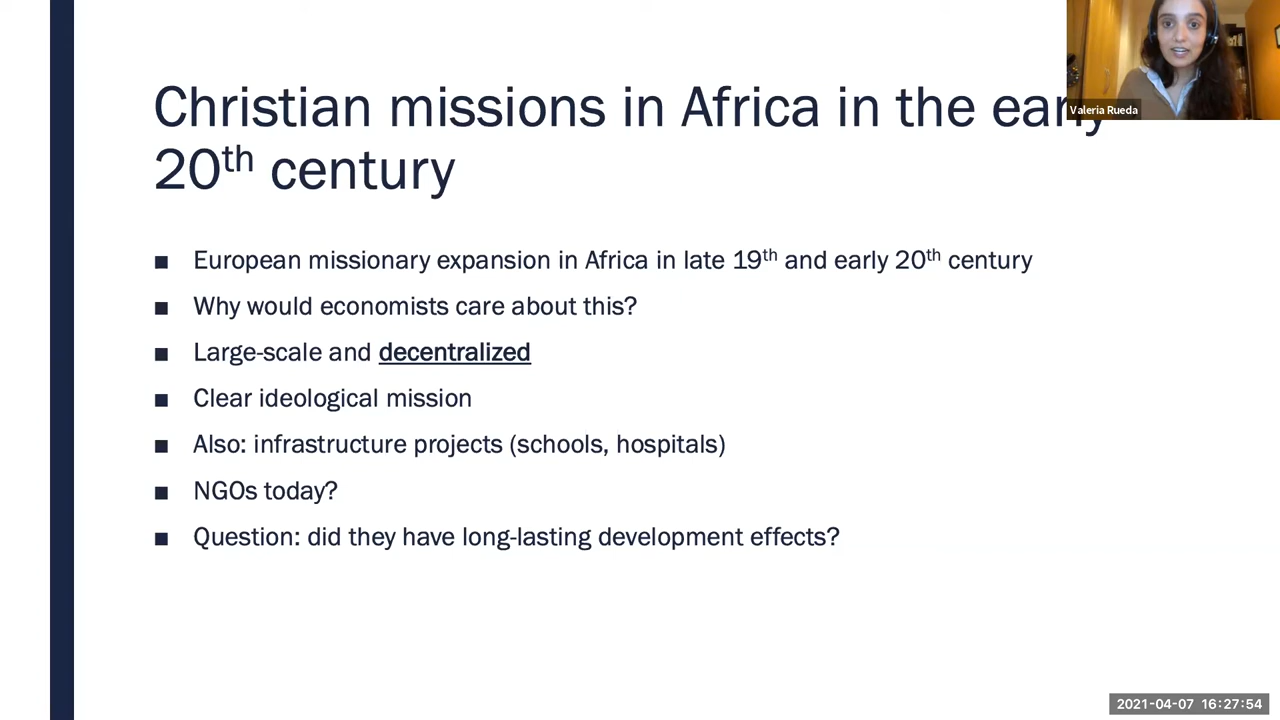 Christian missions in Africa in the early
20th century
Valeria Rueda
■ European missionary expansion in Africa in late 19th and early 20th century
■ Why would economists care about this?
■ Large-scale and decentralized
■ Clear ideological mission
■ Also: infrastructure projects (schools, hospitals)
■ NGOs today?
■ Question: did they have long-lasting development effects?
2021-04-07 16:27:54